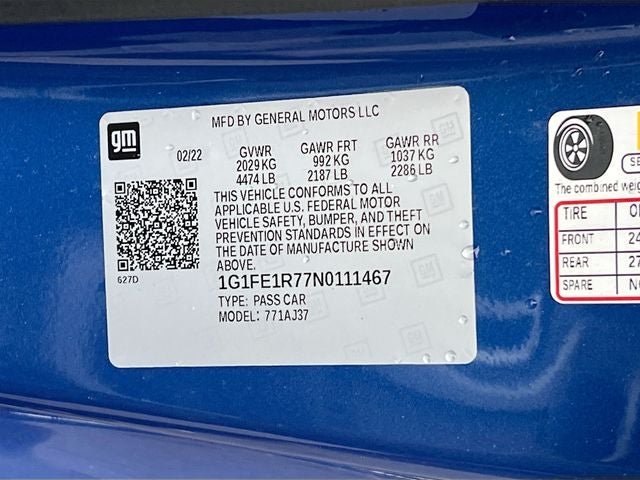 MFD BY GENERAL MOTORS LLC
gm
02/22 GVWR GAWR FRT GAWR RR
2029 KG 992 KG 1037 KG
4474 LB 2187 LB 2286 LB
THIS VEHICLE CONFORMS TO ALL
APPLICABLE U.S. FEDERAL MOTOR
VEHICLE SAFETY, BUMPER, AND THEFT
PREVENTION STANDARDS IN EFFECT ON
THE DATE OF MANUFACTURE SHOWN
ABOVE.
627D
1G1FE1R77N0111467
TYPE: PASS CAR
MODEL: 771AJ37
The combined
TIRE
FRONT
REAR
SPARE